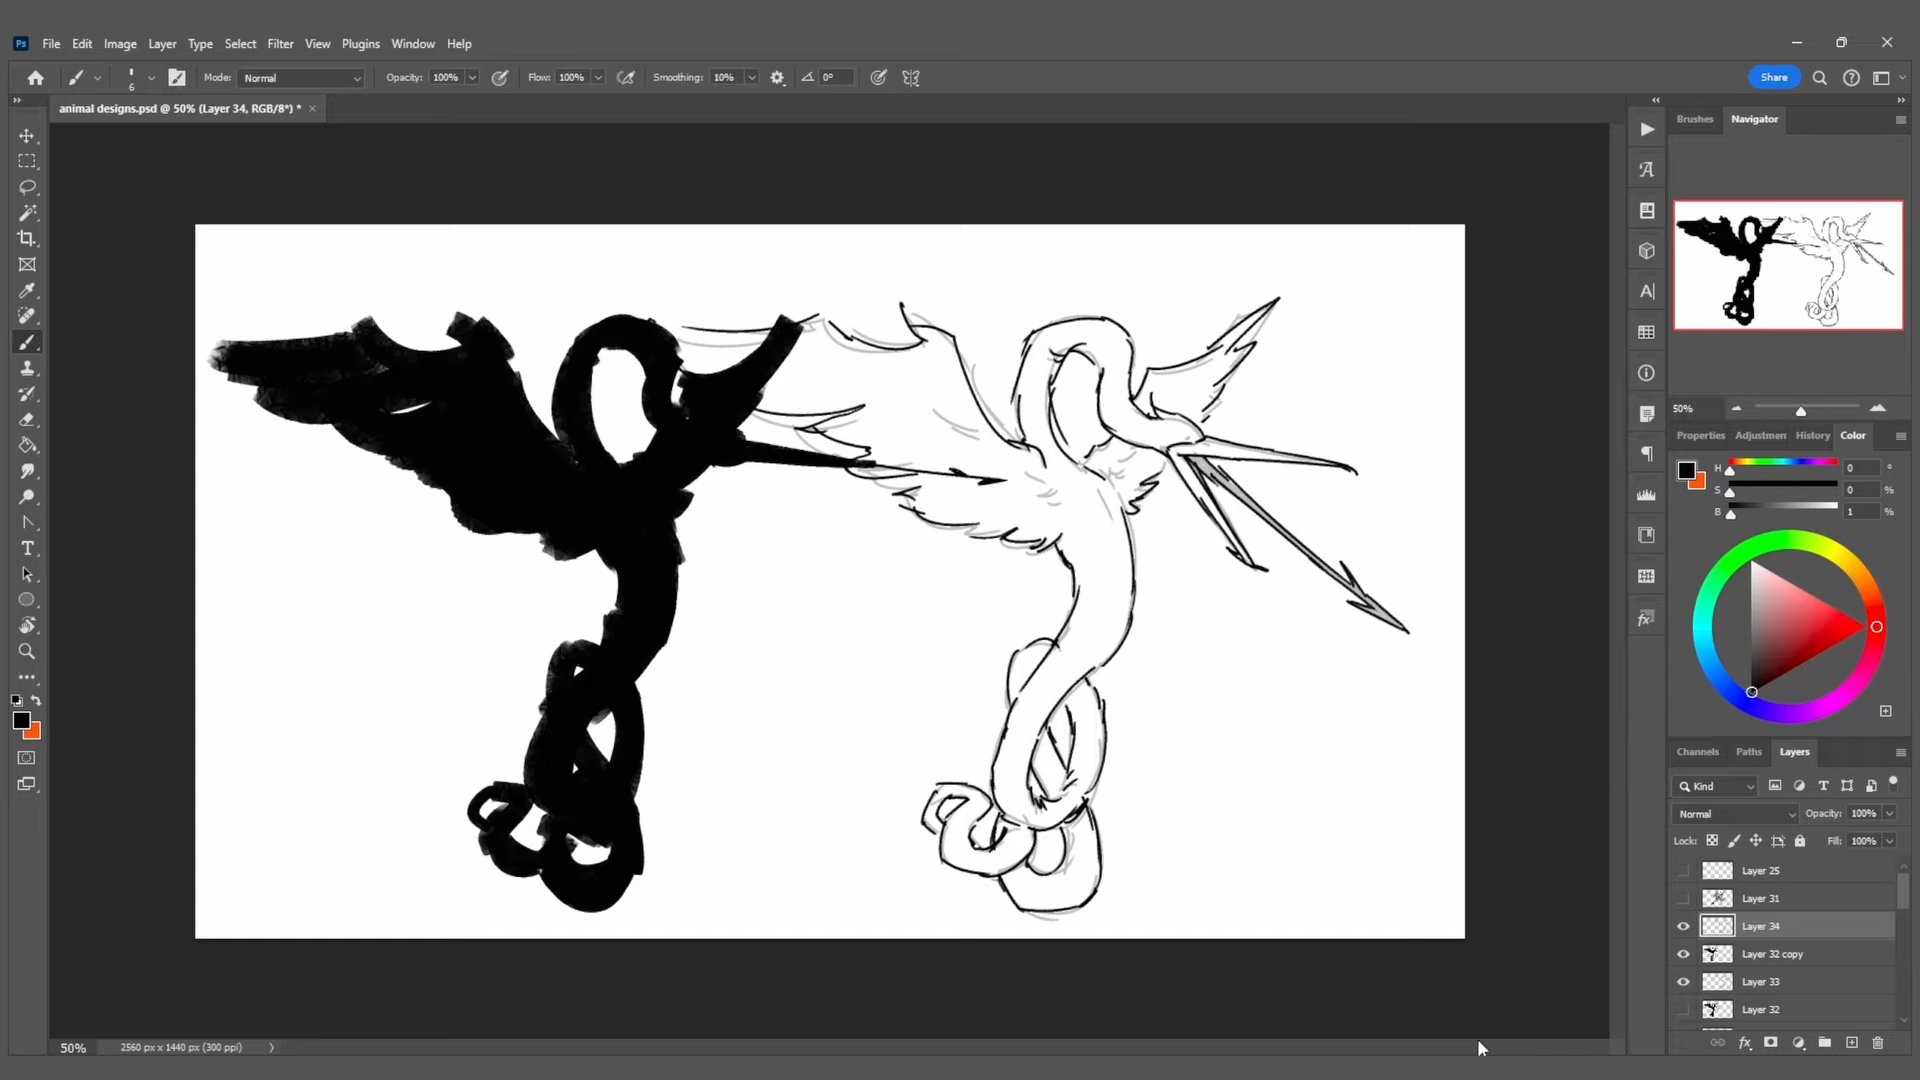 Ps File Edit Image Layer Type Select Filter View Plugins Window Help
6 Mode: Normal Opacity: 100% Flow: 100% Smoothing: 10% 0° Share
animal designs.psd @ 50% (Layer 34, RGB/8*) *
Brushes Navigator
50%
Properties Adjustmen History Color
H 0 °
S 0 %
B 1 %
Channels Paths Layers
Kind
Normal Opacity: 100%
Lock: Fill: 100%
Layer 25
Layer 31
Layer 34
Layer 32 copy
Layer 33
Layer 32
50% 2560 px x 1440 px (300 ppi)